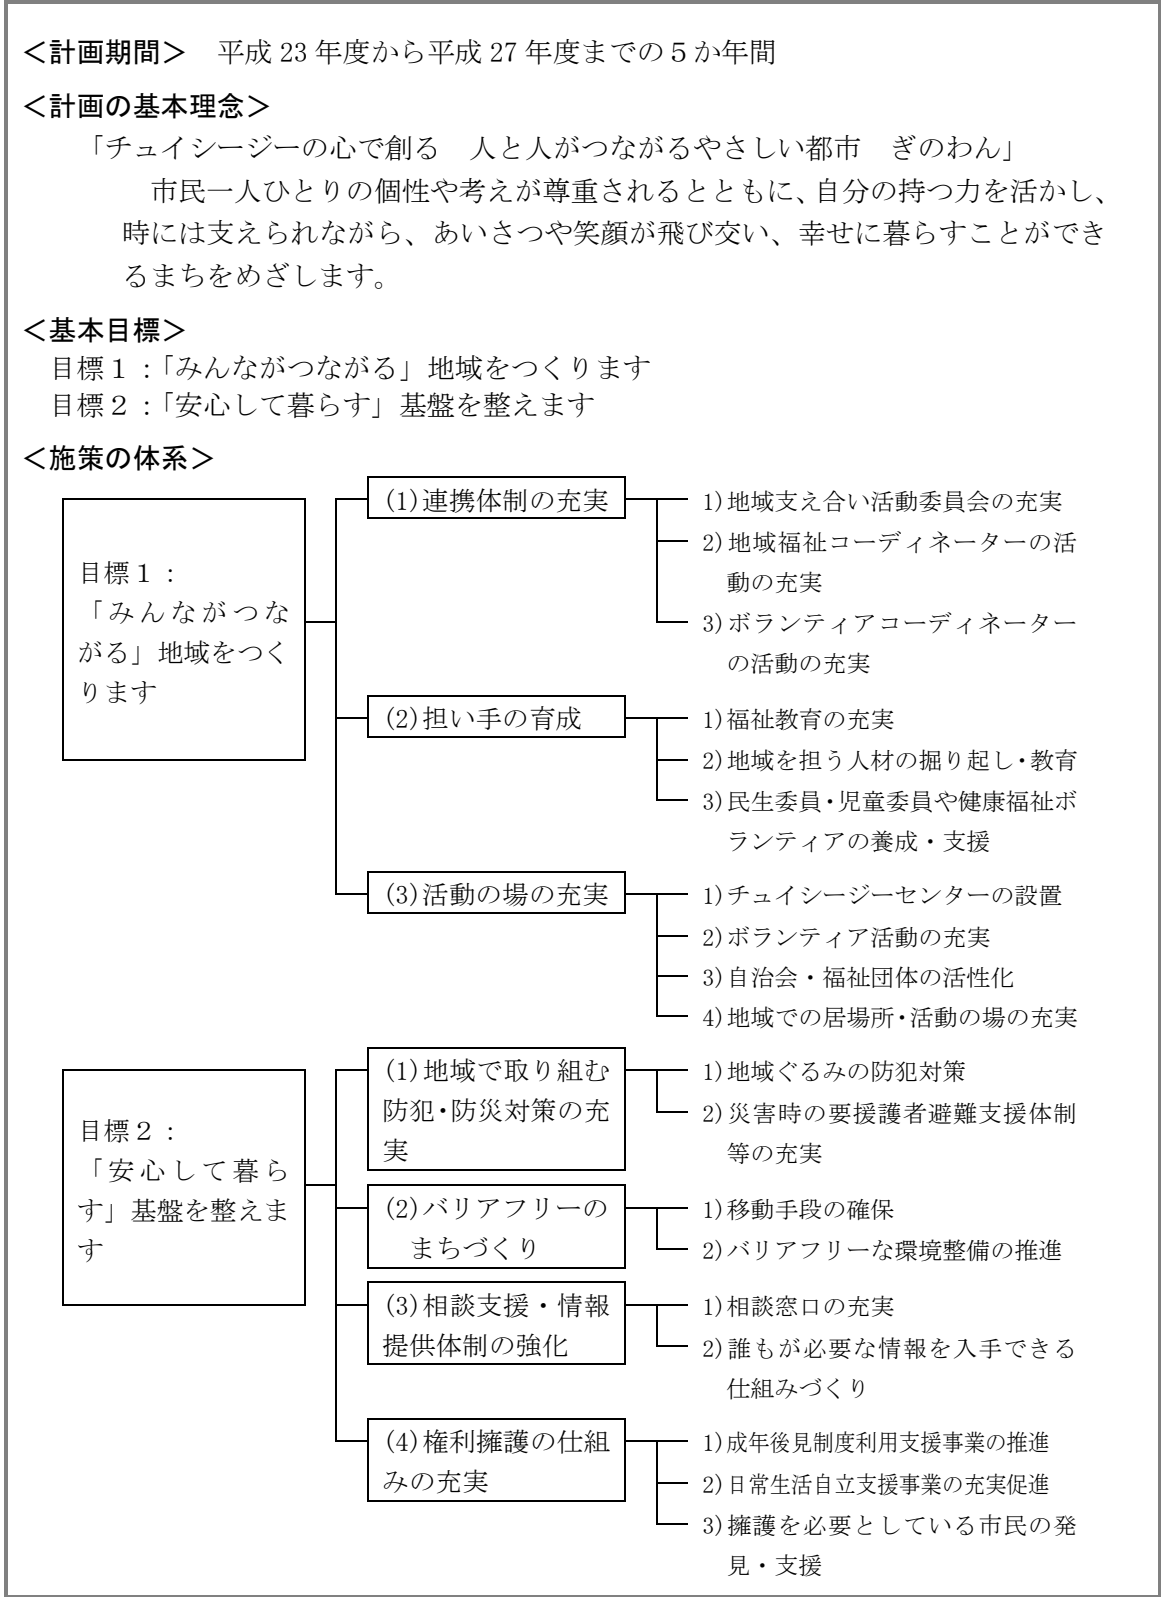 ＜計画期間＞　平成 23 年度から平成 27 年度までの５か年間
＜計画の基本理念＞
「チュイシージーの心で創る　人と人がつながるやさしい都市　ぎのわん」
市民一人ひとりの個性や考えが尊重されるとともに、自分の持つ力を活かし、
時には支えられながら、あいさつや笑顔が飛び交い、幸せに暮らすことができ
るまちをめざします。
＜基本目標＞
目標１：「みんながつながる」地域をつくります
目標２：「安心して暮らす」基盤を整えます
＜施策の体系＞
目標１：
「みんながつな
がる」地域をつく
ります
(1)連携体制の充実
1)地域支え合い活動委員会の充実
2)地域福祉コーディネーターの活
動の充実
3)ボランティアコーディネーター
の活動の充実
(2)担い手の育成
1)福祉教育の充実
2)地域を担う人材の掘り起し・教育
3)民生委員・児童委員や健康福祉ボ
ランティアの養成・支援
(3)活動の場の充実
1)チュイシージーセンターの設置
2)ボランティア活動の充実
3)自治会・福祉団体の活性化
4)地域での居場所・活動の場の充実
目標２：
「安心して暮ら
す」基盤を整えま
す
(1)地域で取り組む
防犯・防災対策の充
実
1)地域ぐるみの防犯対策
2)災害時の要援護者避難支援体制
等の充実
(2)バリアフリーの
まちづくり
1)移動手段の確保
2)バリアフリーな環境整備の推進
(3)相談支援・情報
提供体制の強化
1)相談窓口の充実
2)誰もが必要な情報を入手できる
仕組みづくり
(4)権利擁護の仕組
みの充実
1)成年後見制度利用支援事業の推進
2)日常生活自立支援事業の充実促進
3)擁護を必要としている市民の発
見・支援